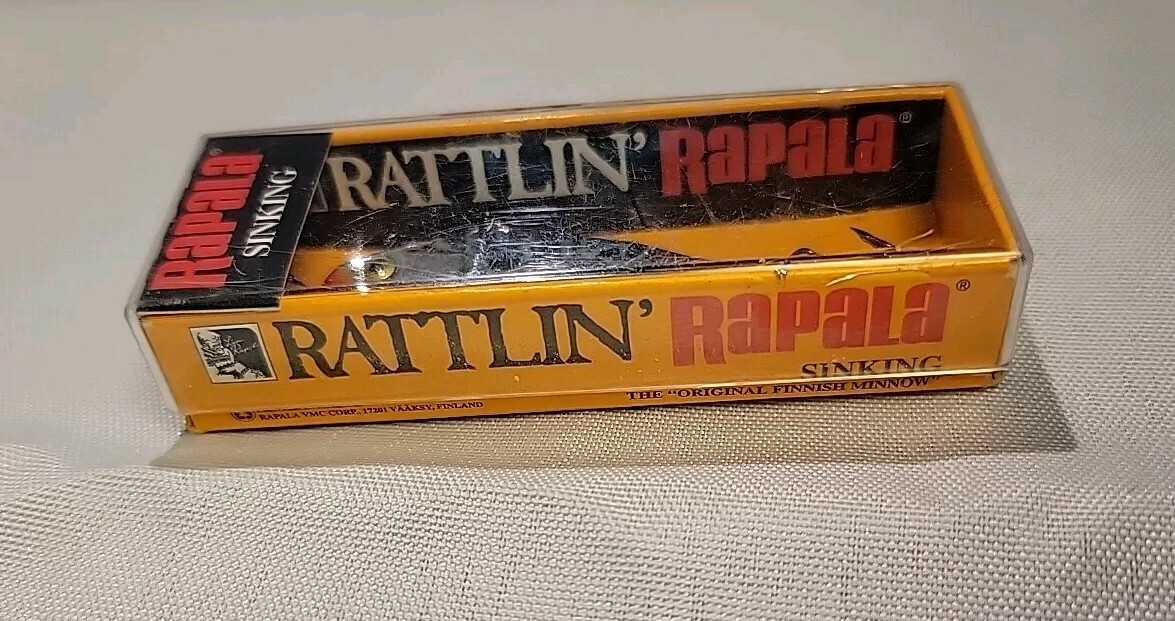 RATTLIN' Rapala®
Rapala
SINKING
RATTLIN' Rapala®
SINKING
THE "ORIGINAL FINNISH MINNOW"
RAPALA VMC CORP., 17201 VÄÄKSY, FINLAND